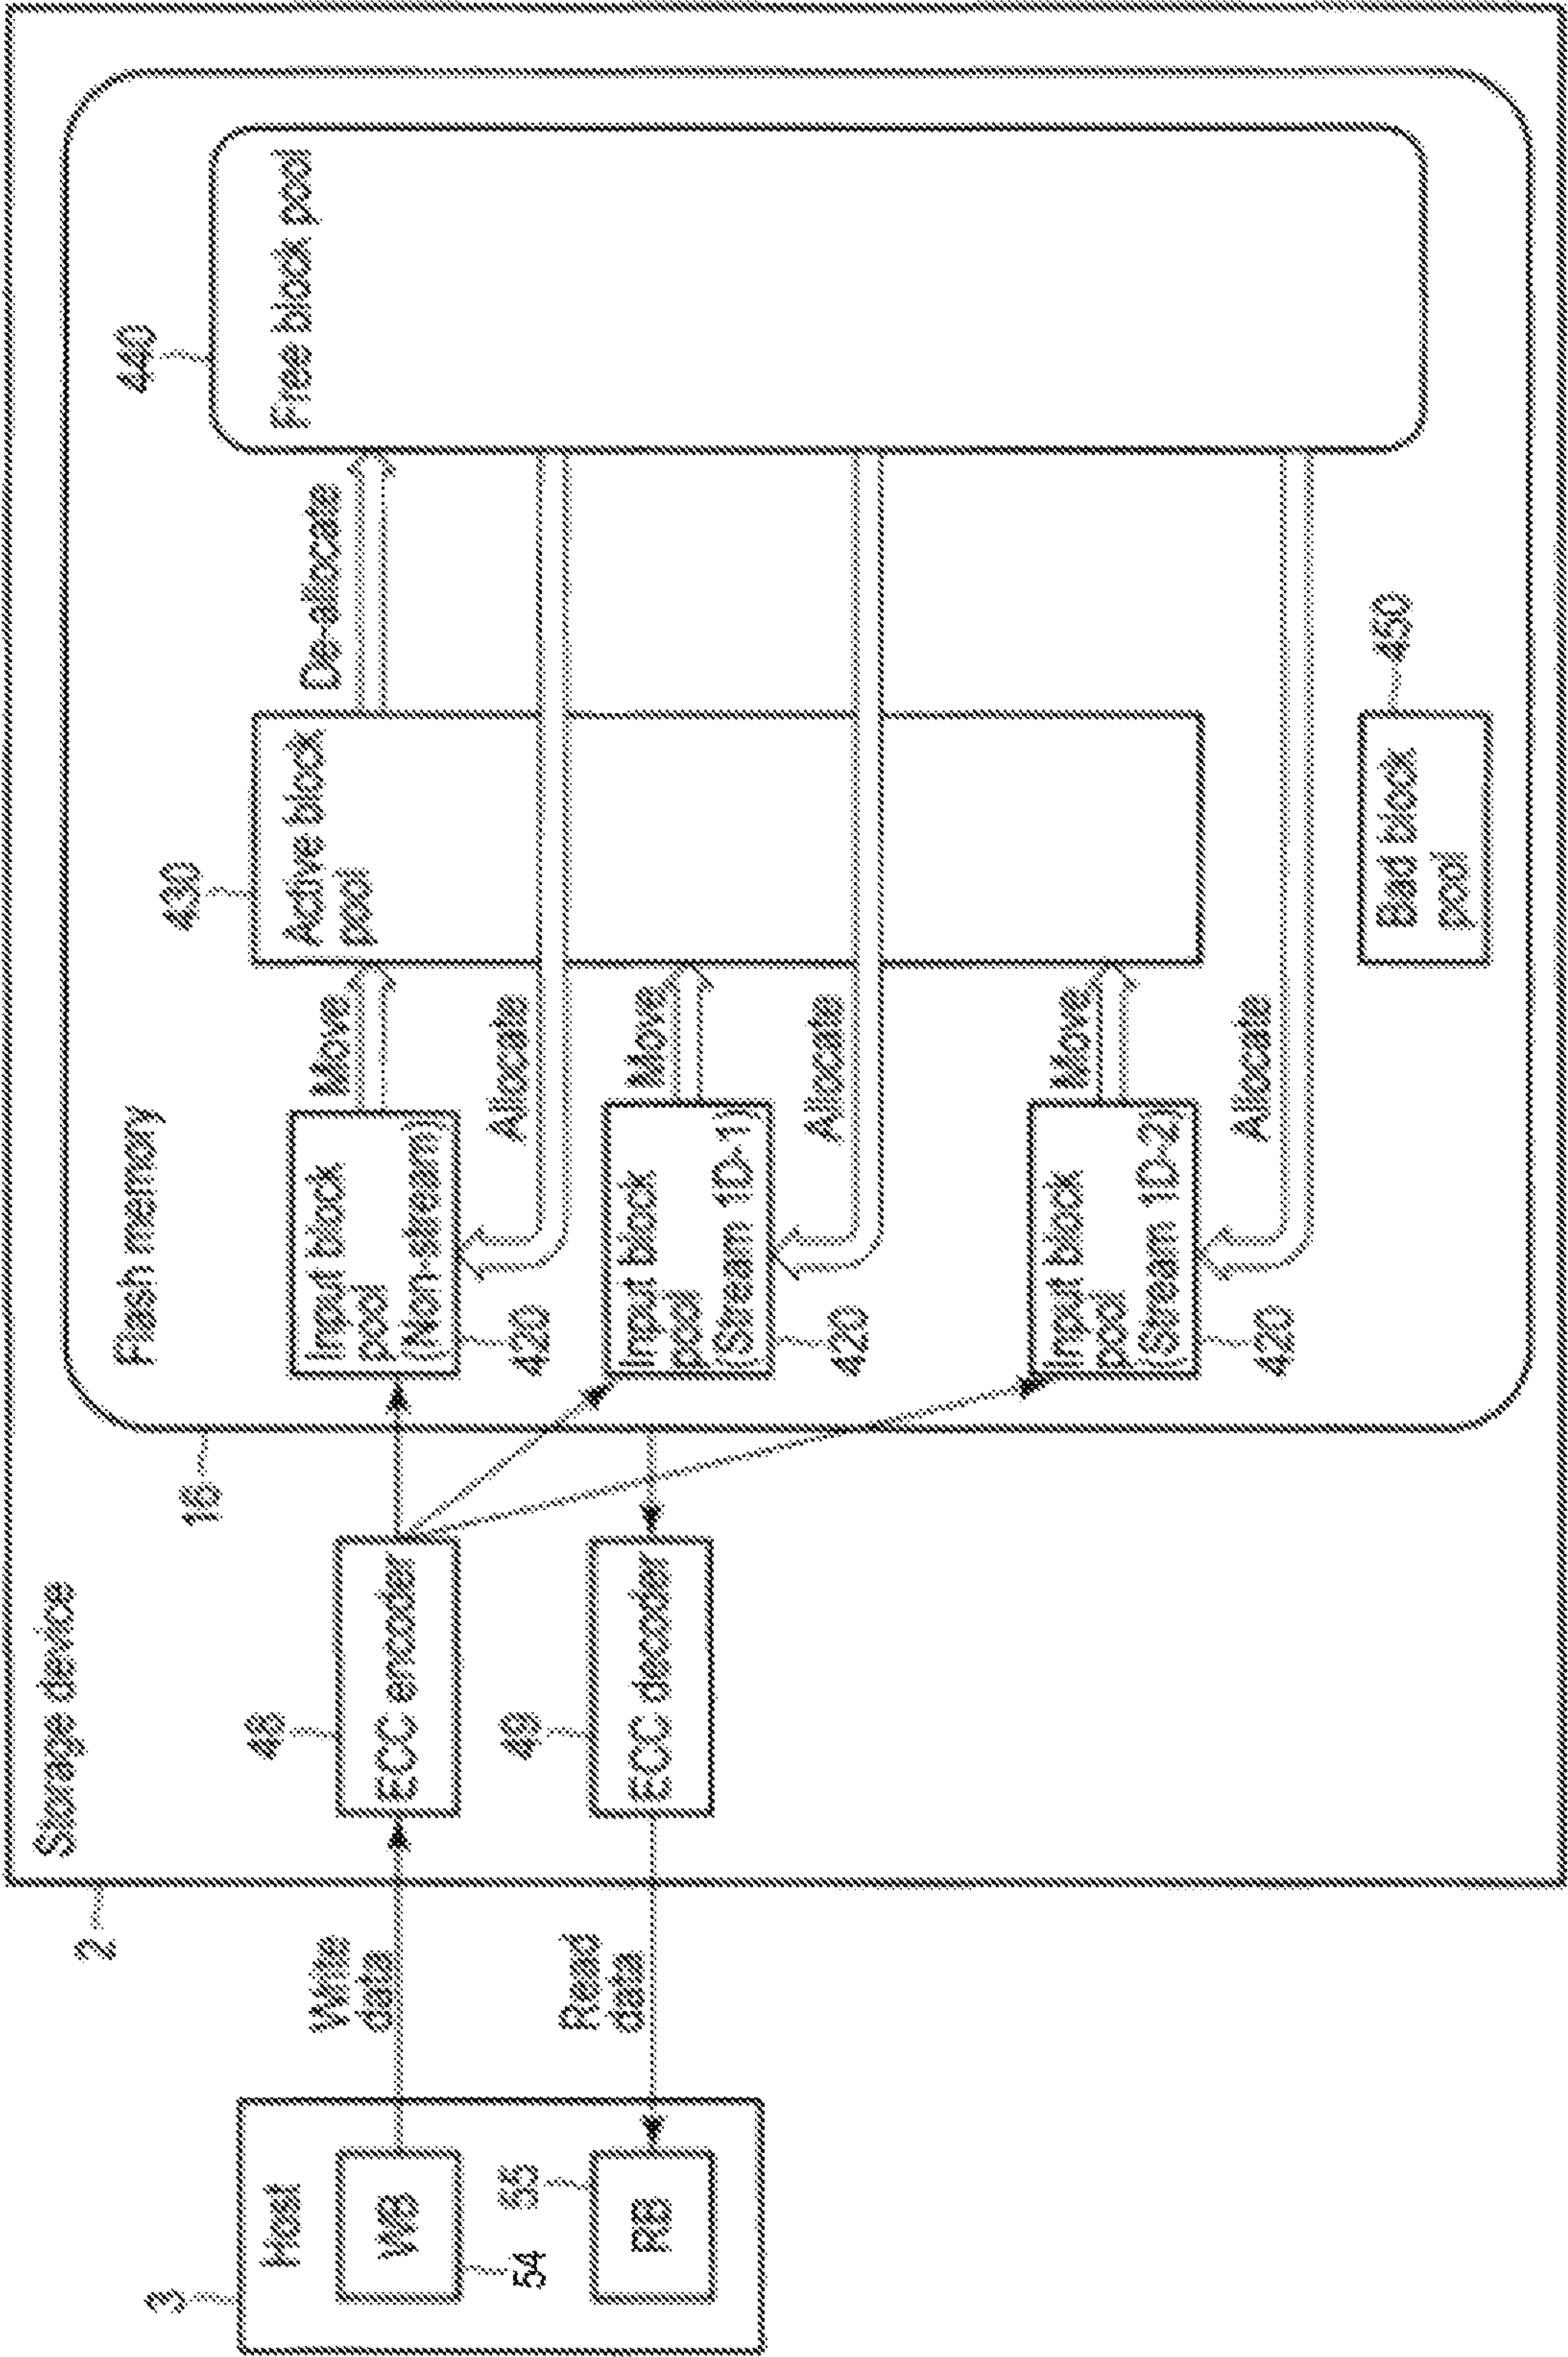 Storage device
2
Flash memory
16
3
Host
WB
54
55
RB
Write
data
Read
data
48
ECC encoder
49
ECC decoder
Input block
pool
(Non-stream)
420
Move
Allocate
Input block
pool
(Stream ID-1)
420
Move
Allocate
Input block
pool
(Stream ID-2)
420
Move
Allocate
430
Active block
pool
De-allocate
440
Free block pool
Bad block
pool
450